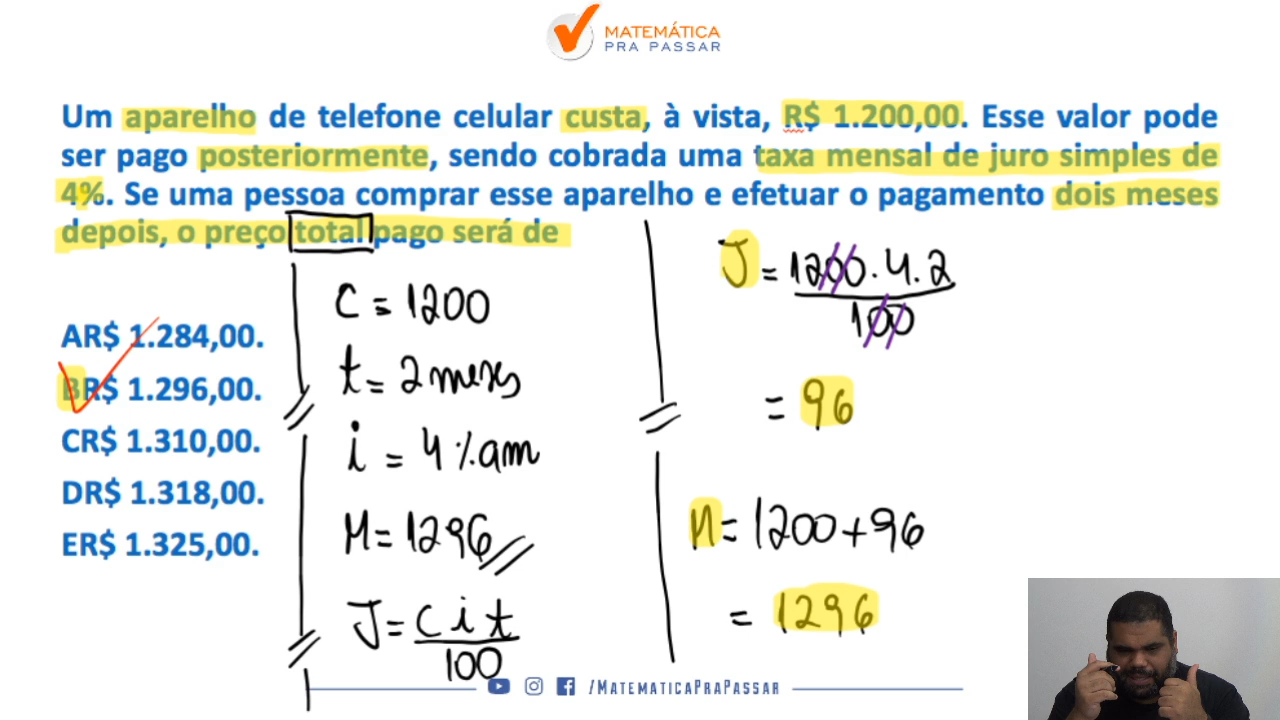 MATEMÁTICA
PRA PASSAR
Um aparelho de telefone celular custa, à vista, R$ 1.200,00. Esse valor pode
ser pago posteriormente, sendo cobrada uma taxa mensal de juro simples de
4%. Se uma pessoa comprar esse aparelho e efetuar o pagamento dois meses
depois, o preço total pago será de
AR$ 1.284,00.
BR$ 1.296,00.
CR$ 1.310,00.
DR$ 1.318,00.
ER$ 1.325,00.
C = 1200
t = 2 meses
i = 4 % am
M = 1296
J = c i t
100
J = 1200 . 4 . 2
100
= 96
M = 1200 + 96
= 1296
/MATEMATICAPRAPASSAR